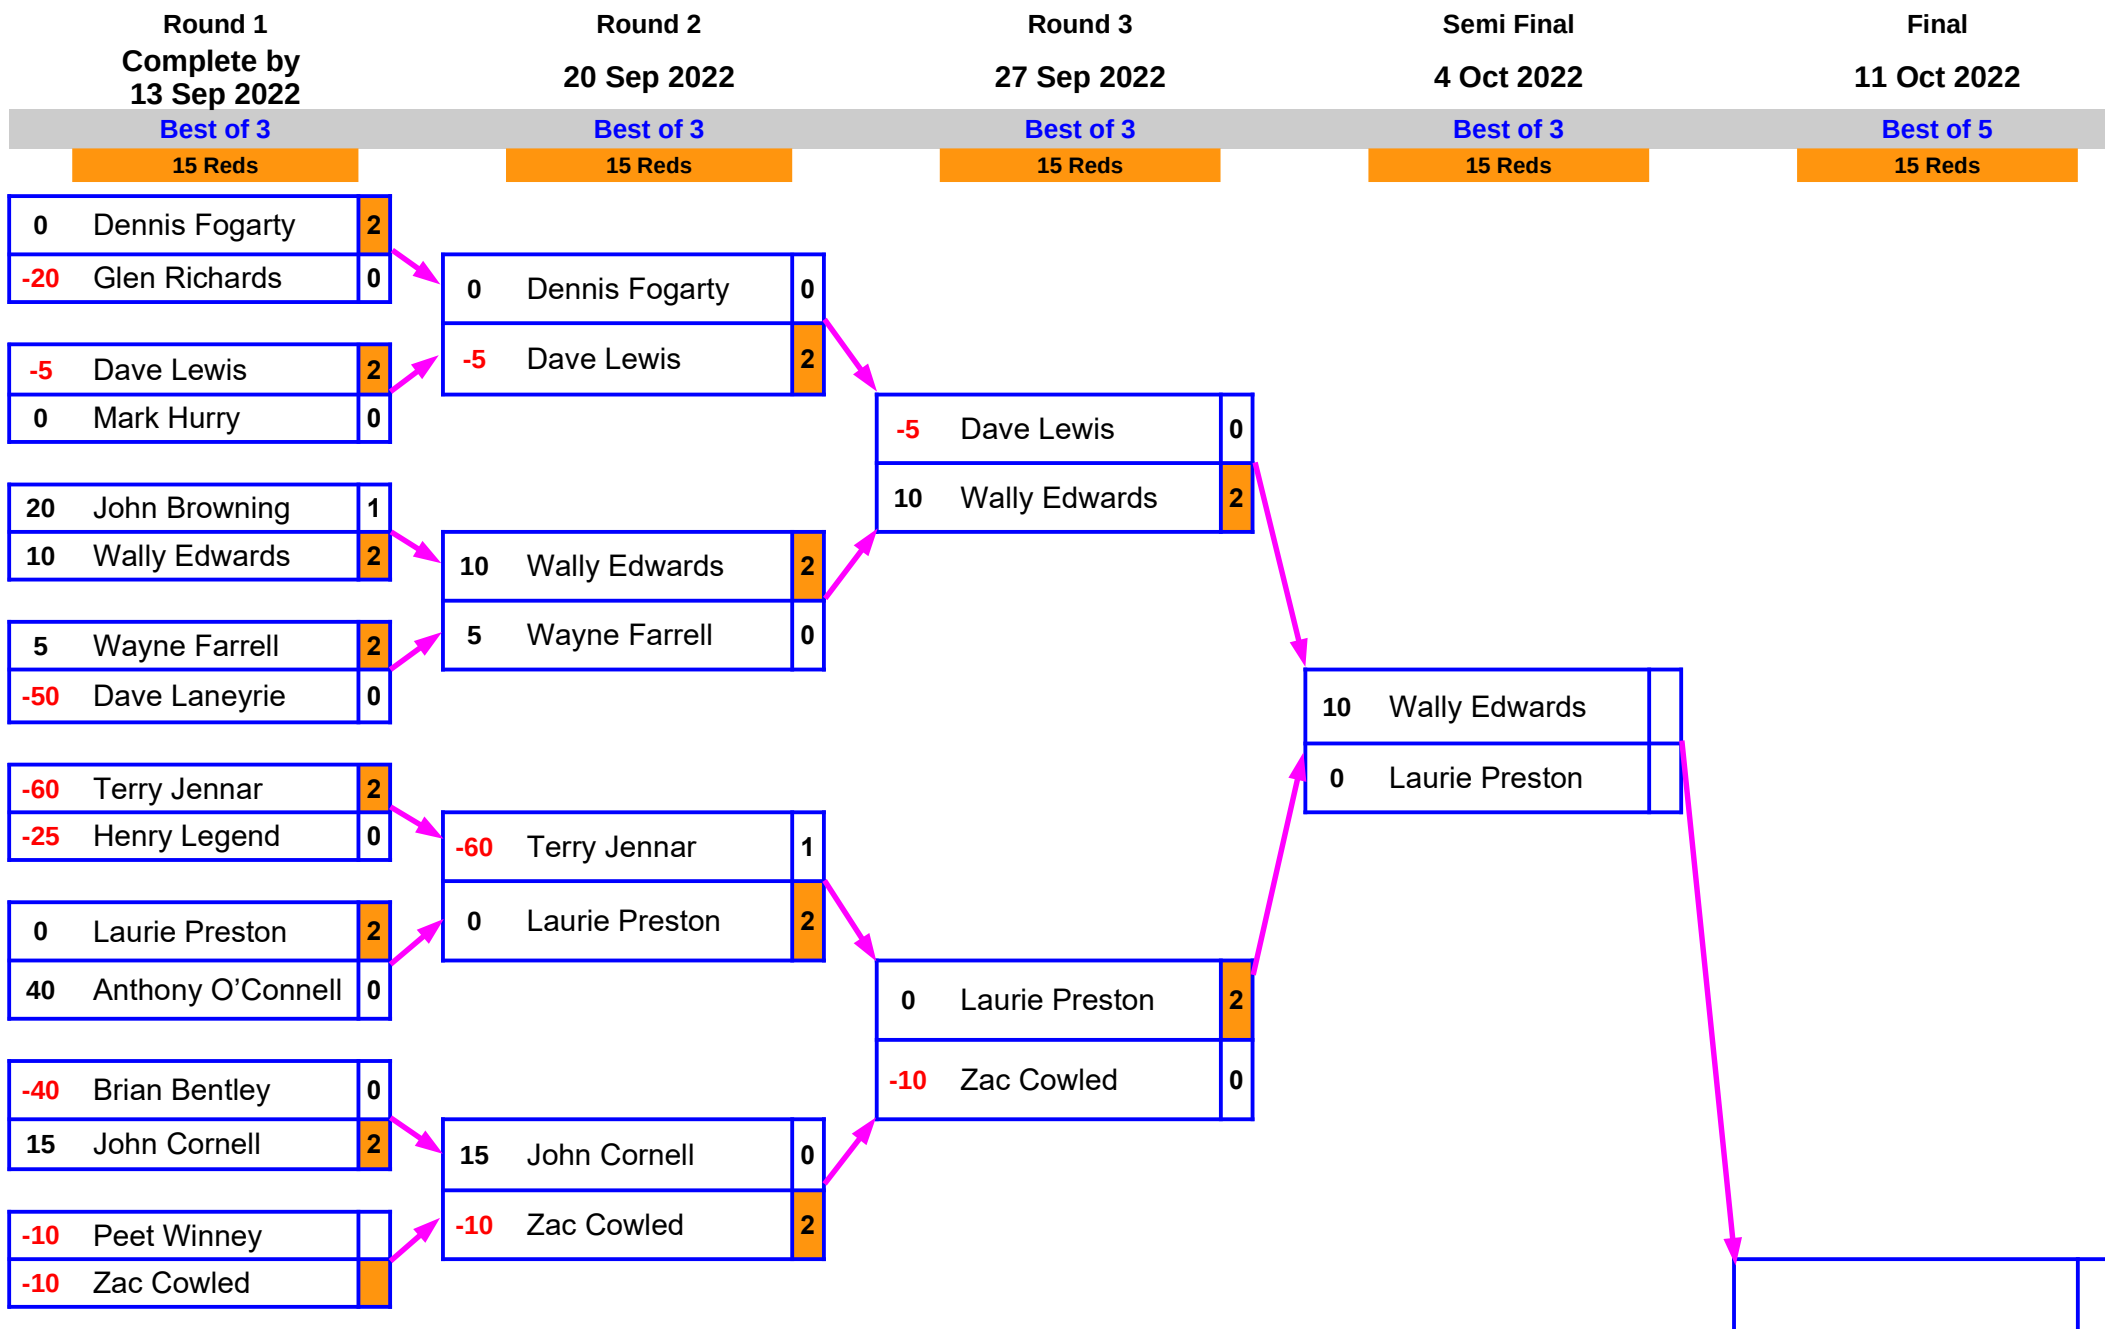 Round 1 Round 2 Round 3 Semi Final Final
Complete by
13 Sep 2022 20 Sep 2022 27 Sep 2022 4 Oct 2022 11 Oct 2022
Best of 3 Best of 3 Best of 3 Best of 3 Best of 5
15 Reds 15 Reds 15 Reds 15 Reds 15 Reds
0 Dennis Fogarty 2
-20 Glen Richards 0
-5 Dave Lewis 2
0 Mark Hurry 0
20 John Browning 1
10 Wally Edwards 2
5 Wayne Farrell 2
-50 Dave Laneyrie 0
-60 Terry Jennar 2
-25 Henry Legend 0
0 Laurie Preston 2
40 Anthony O’Connell 0
-40 Brian Bentley 0
15 John Cornell 2
-10 Peet Winney
-10 Zac Cowled
0 Dennis Fogarty 0
-5 Dave Lewis 2
10 Wally Edwards 2
5 Wayne Farrell 0
-60 Terry Jennar 1
0 Laurie Preston 2
15 John Cornell 0
-10 Zac Cowled 2
-5 Dave Lewis 0
10 Wally Edwards 2
0 Laurie Preston 2
-10 Zac Cowled 0
10 Wally Edwards
0 Laurie Preston